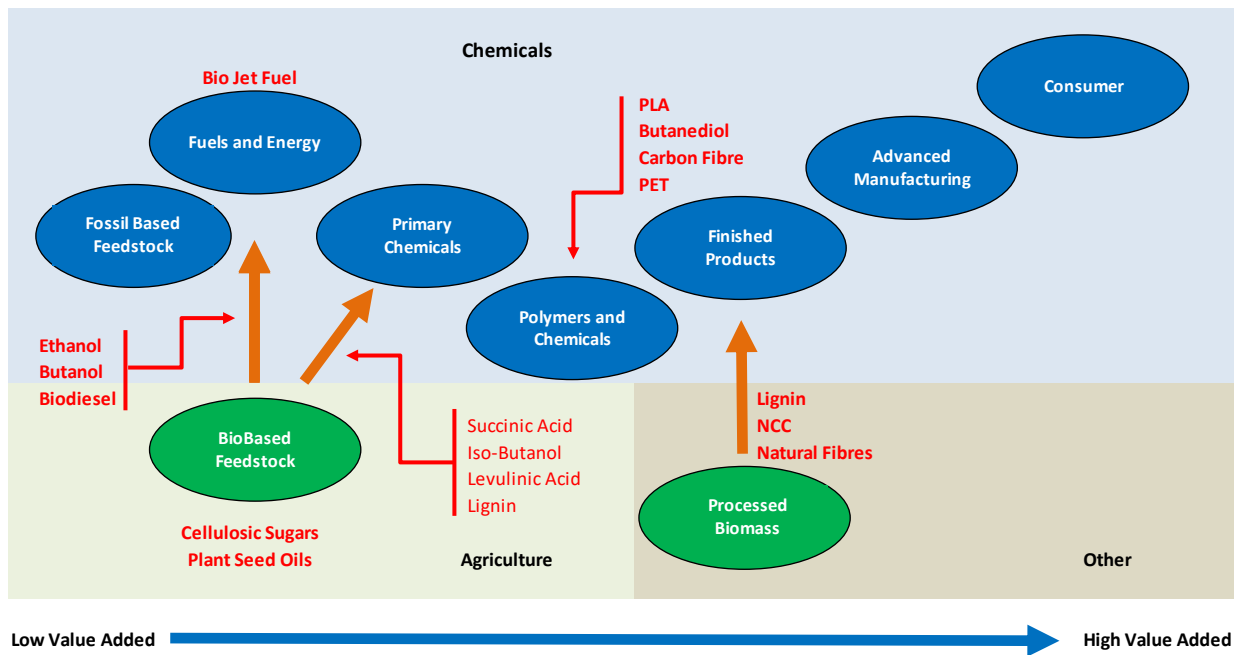 Chemicals
Bio Jet Fuel
Fuels and Energy
Fossil Based
Feedstock
Primary
Chemicals
PLA
Butanediol
Carbon Fibre
PET
Polymers and
Chemicals
Finished
Products
Advanced
Manufacturing
Consumer
Ethanol
Butanol
Biodiesel
BioBased
Feedstock
Cellulosic Sugars
Plant Seed Oils
Succinic Acid
Iso-Butanol
Levulinic Acid
Lignin
Agriculture
Lignin
NCC
Natural Fibres
Processed
Biomass
Other
Low Value Added
High Value Added